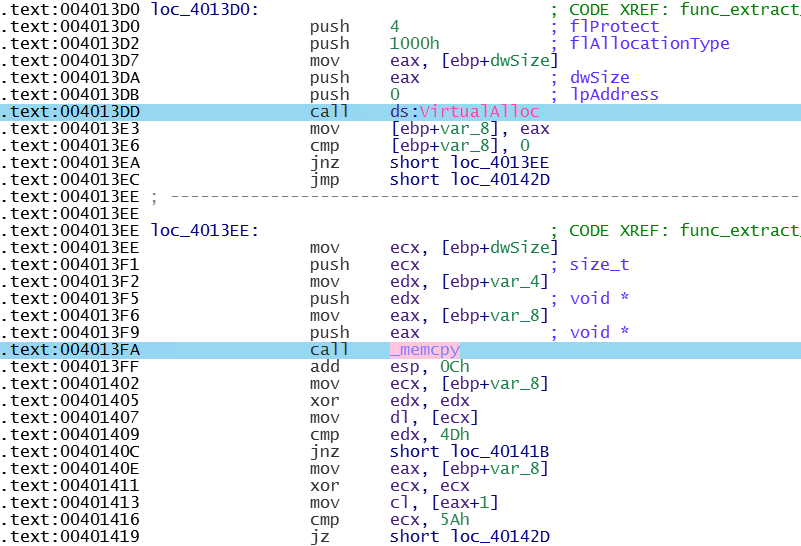 .text:004013D0 loc_4013D0: ; CODE XREF: func_extract
.text:004013D0 push 4 ; flProtect
.text:004013D2 push 1000h ; flAllocationType
.text:004013D7 mov eax, [ebp+dwSize]
.text:004013DA push eax ; dwSize
.text:004013DB push 0 ; lpAddress
.text:004013DD call ds:VirtualAlloc
.text:004013E3 mov [ebp+var_8], eax
.text:004013E6 cmp [ebp+var_8], 0
.text:004013EA jnz short loc_4013EE
.text:004013EC jmp short loc_40142D
.text:004013EE ; ---------------------------------------------------------------
.text:004013EE
.text:004013EE loc_4013EE: ; CODE XREF: func_extract
.text:004013EE mov ecx, [ebp+dwSize]
.text:004013F1 push ecx ; size_t
.text:004013F2 mov edx, [ebp+var_4]
.text:004013F5 push edx ; void *
.text:004013F6 mov eax, [ebp+var_8]
.text:004013F9 push eax ; void *
.text:004013FA call _memcpy
.text:004013FF add esp, 0Ch
.text:00401402 mov ecx, [ebp+var_8]
.text:00401405 xor edx, edx
.text:00401407 mov dl, [ecx]
.text:00401409 cmp edx, 4Dh
.text:0040140C jnz short loc_40141B
.text:0040140E mov eax, [ebp+var_8]
.text:00401411 xor ecx, ecx
.text:00401413 mov cl, [eax+1]
.text:00401416 cmp ecx, 5Ah
.text:00401419 jz short loc_40142D